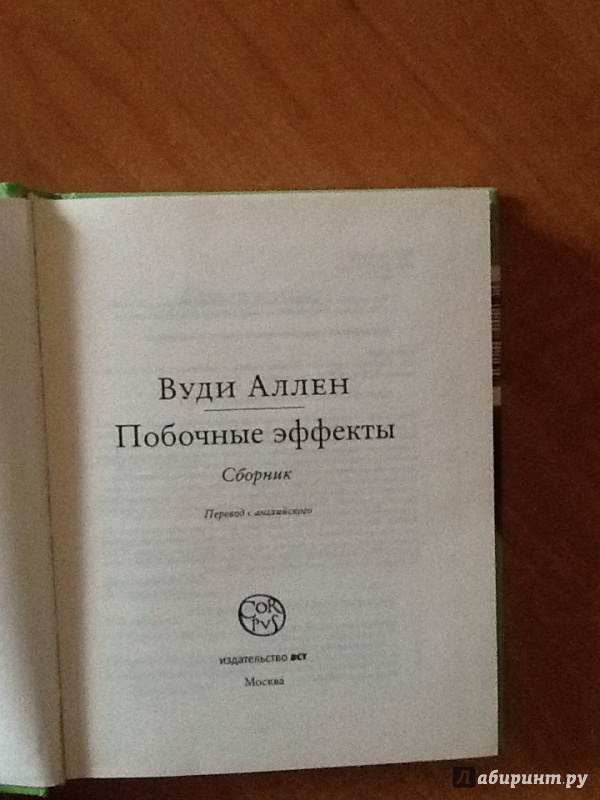 Вуди Аллен
Побочные эффекты
Сборник
Перевод с английского
CORPVS
издательство АСТ
Москва
Лабиринт.ру